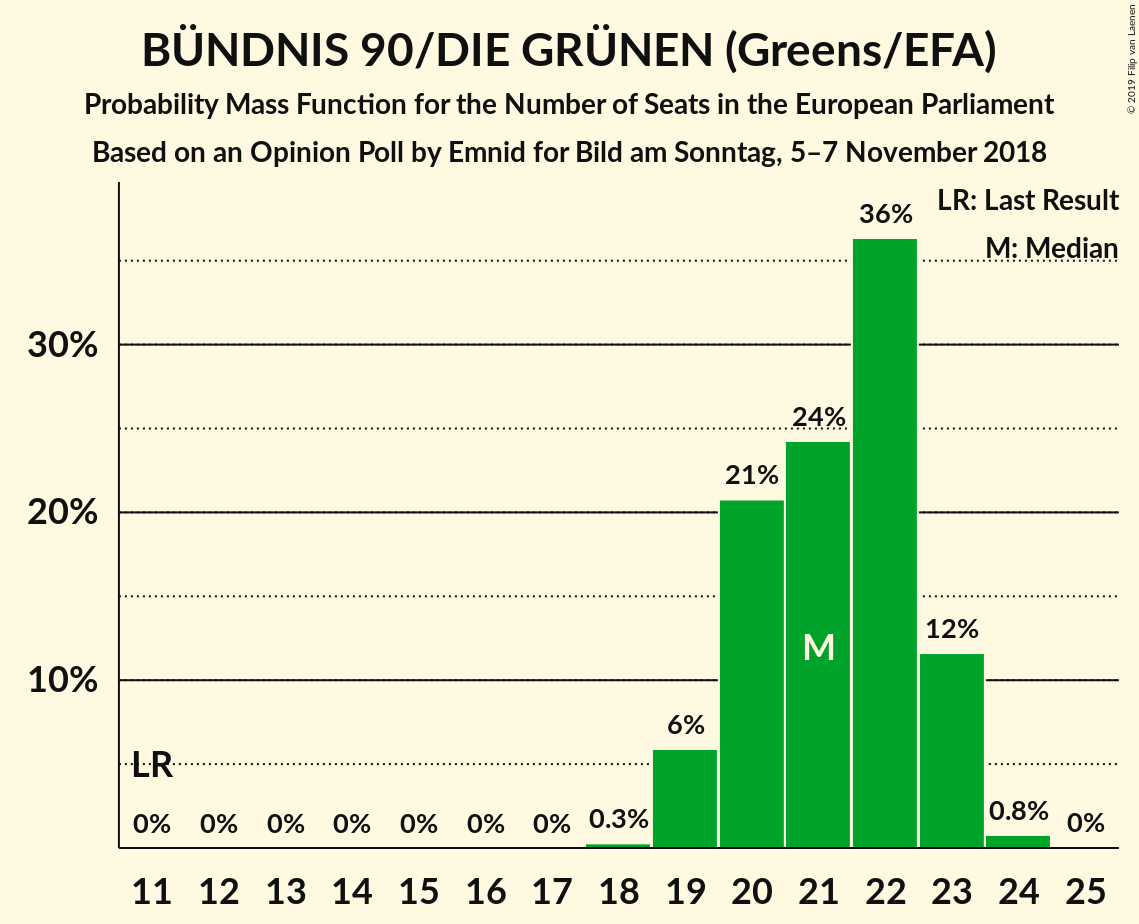 BÜNDNIS 90/DIE GRÜNEN (Greens/EFA)
Probability Mass Function for the Number of Seats in the European Parliament
Based on an Opinion Poll by Emnid for Bild am Sonntag, 5–7 November 2018
© 2019 Filip van Laenen
LR: Last Result
M: Median
30%
20%
10%
LR
M
0%
0%
0%
0%
0%
0%
0%
0.3%
6%
21%
24%
36%
12%
0.8%
0%
11 12 13 14 15 16 17 18 19 20 21 22 23 24 25